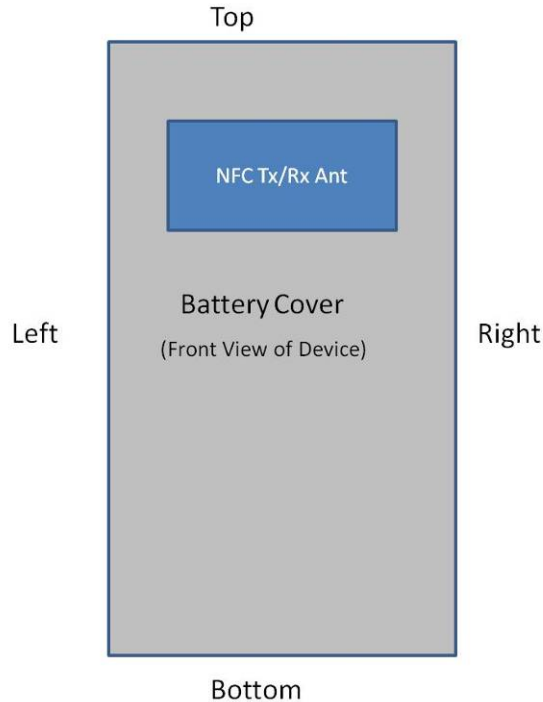 Top
NFC Tx/Rx Ant
Battery Cover
(Front View of Device)
Left
Right
Bottom